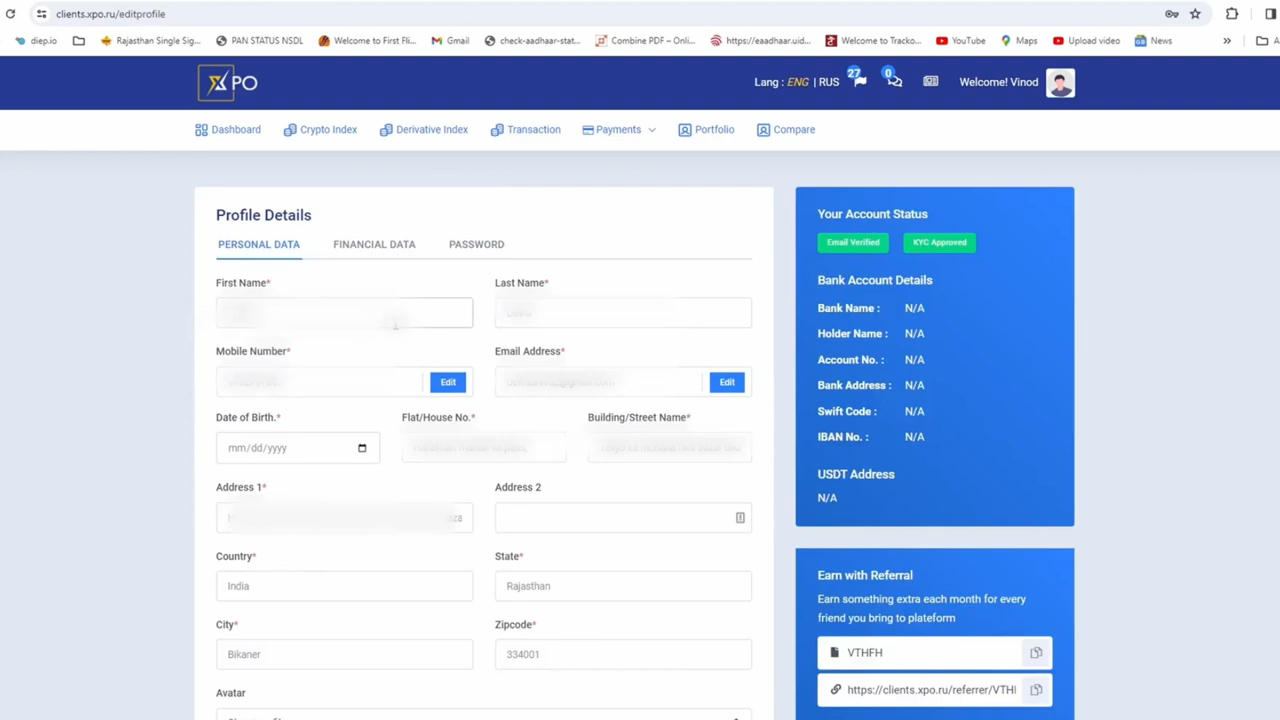 clients.xpo.ru/editprofile
diep.io
Rajasthan Single Sig...
PAN STATUS NSDL
Welcome to First Fli...
Gmail
check-aadhaar-stat...
Combine PDF – Onli...
https://eaadhaar.uid...
Welcome to Tracko...
YouTube
Maps
Upload video
News
»
XPO
Lang : ENG | RUS
27
0
Welcome! Vinod
Dashboard
Crypto Index
Derivative Index
Transaction
Payments
Portfolio
Compare
Profile Details
PERSONAL DATA
FINANCIAL DATA
PASSWORD
First Name*
Last Name*
Mobile Number*
Email Address*
Edit
Edit
Date of Birth.*
Flat/House No.*
Building/Street Name*
mm/dd/yyyy
Address 1*
Address 2
Country*
State*
India
Rajasthan
City*
Zipcode*
Bikaner
334001
Avatar
Your Account Status
Email Verified
KYC Approved
Bank Account Details
Bank Name : N/A
Holder Name : N/A
Account No. : N/A
Bank Address : N/A
Swift Code : N/A
IBAN No. : N/A
USDT Address
N/A
Earn with Referral
Earn something extra each month for every
friend you bring to plateform
VTHFH
https://clients.xpo.ru/referrer/VTHI